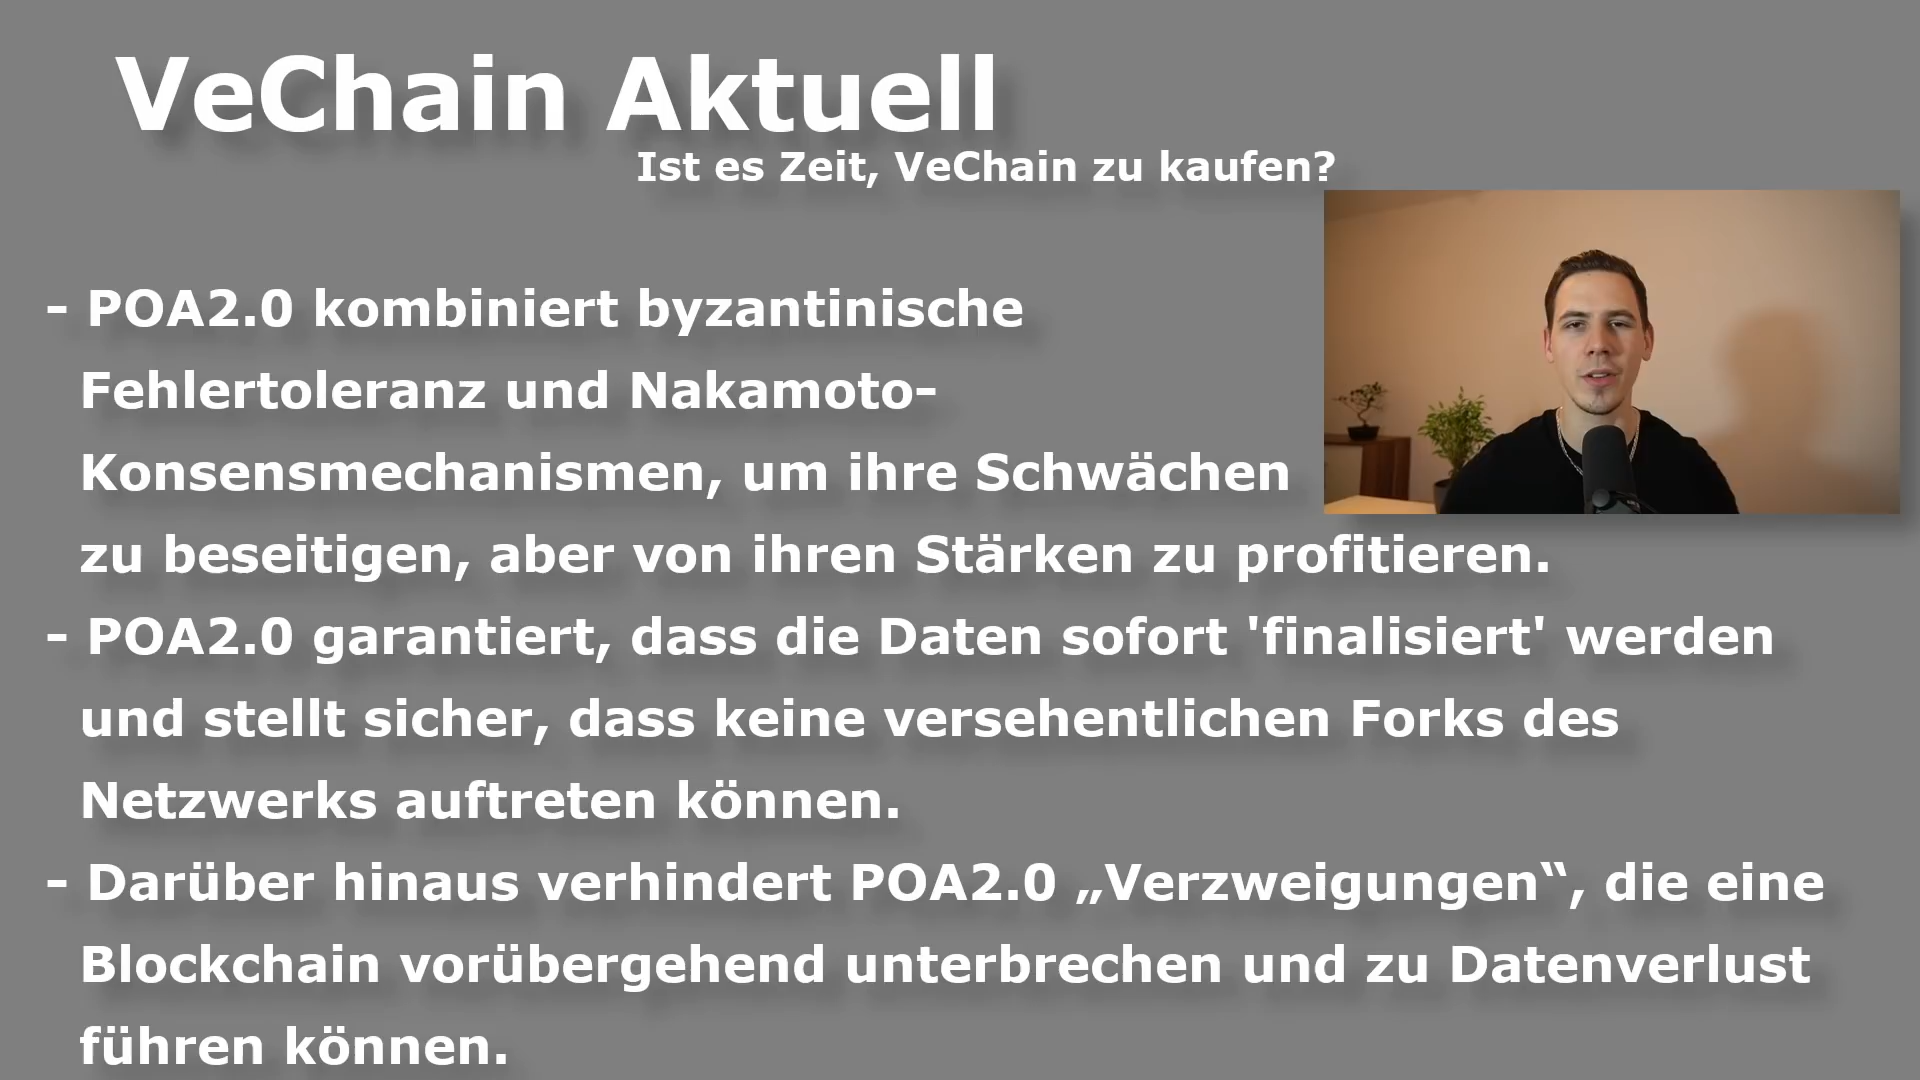 VeChain Aktuell
Ist es Zeit, VeChain zu kaufen?
- POA2.0 kombiniert byzantinische
Fehlertoleranz und Nakamoto-
Konsensmechanismen, um ihre Schwächen
zu beseitigen, aber von ihren Stärken zu profitieren.
- POA2.0 garantiert, dass die Daten sofort 'finalisiert' werden
und stellt sicher, dass keine versehentlichen Forks des
Netzwerks auftreten können.
- Darüber hinaus verhindert POA2.0 „Verzweigungen“, die eine
Blockchain vorübergehend unterbrechen und zu Datenverlust
führen können.